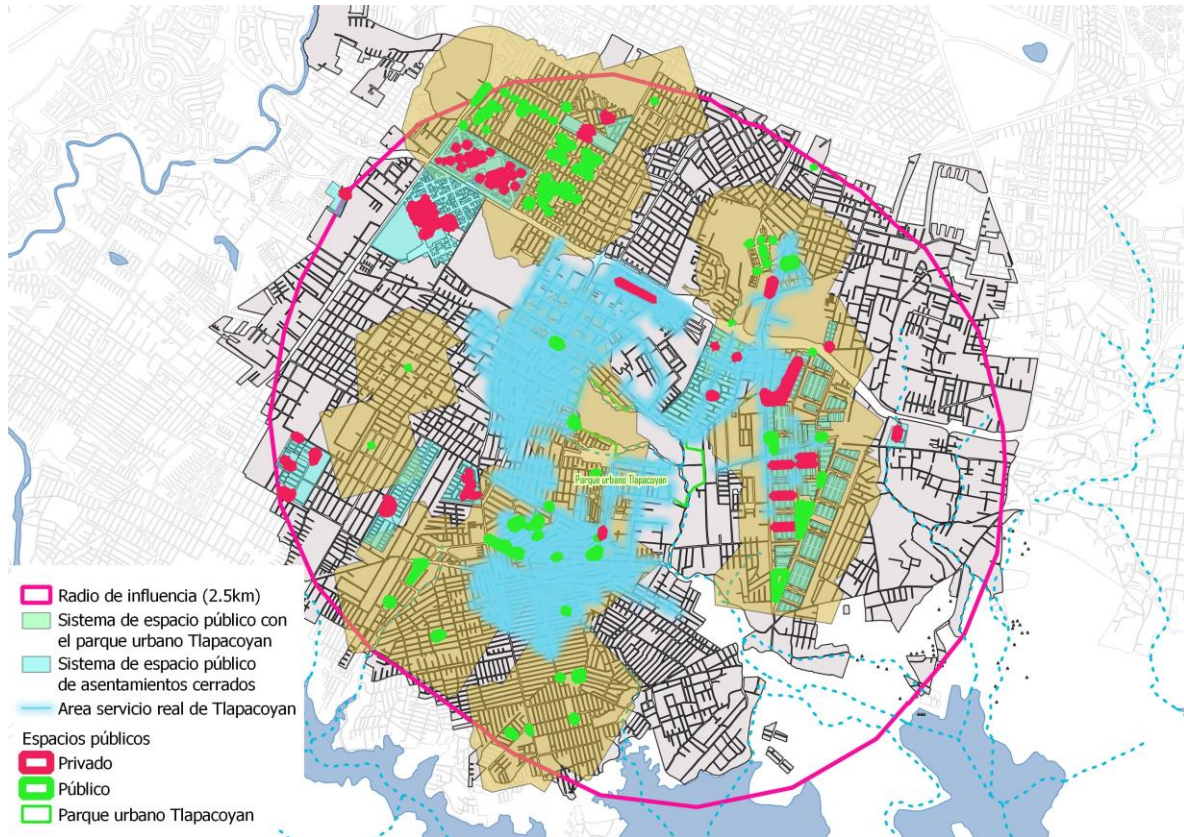 Parque urbano Tlapacoyan
Radio de influencia (2.5km)
Sistema de espacio público con
el parque urbano Tlapacoyan
Sistema de espacio público
de asentamientos cerrados
Area servicio real de Tlapacoyan
Espacios públicos
Privado
Público
Parque urbano Tlapacoyan